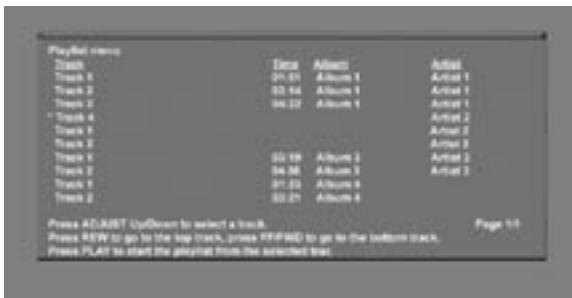 Playlist menu
Track Time Album Artist
Track 1 01:01 Album 1 Artist 1
Track 2 03:14 Album 1 Artist 1
Track 3 04:22 Album 1 Artist 1
* Track 4 Artist 2
Track 1 Artist 2
Track 2 Artist 2
Track 1 03:19 Album 3 Artist 3
Track 2 04:36 Album 3 Artist 3
Track 1 01:23 Album 4
Track 2 03:21 Album 4
Press ADJUST Up/Down to select a track. Page 1/1
Press REW to go to the top track, press FF/FWD to go to the bottom track.
Press PLAY to start the playlist from the selected trac.